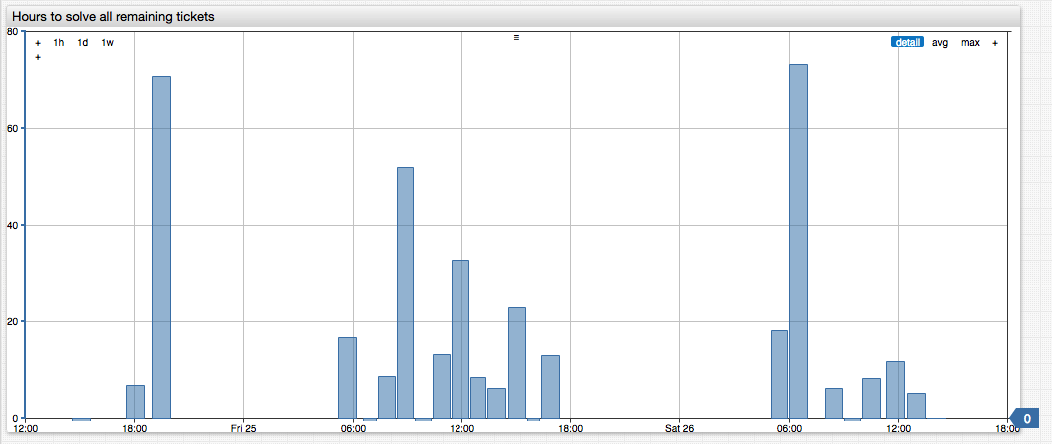 Hours to solve all remaining tickets
80
+ 1h 1d 1w
+
≡
detail avg max +
60
40
20
0
0
12:00 18:00 Fri 25 06:00 12:00 18:00 Sat 26 06:00 12:00 18:00